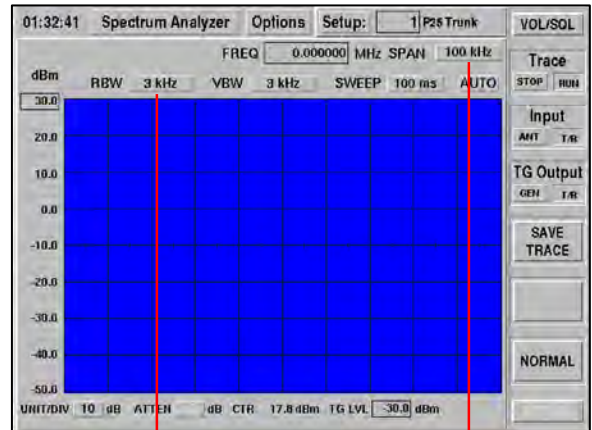 01:32:41 Spectrum Analyzer Options Setup: 1 P25 Trunk VOL/SQL
FREQ 0.000000 MHz SPAN 100 kHz
dBm RBW 3 kHz VBW 3 kHz SWEEP 100 ms AUTO
30.0
20.0
10.0
0.0
-10.0
-20.0
-30.0
-40.0
-50.0
UNIT/DIV 10 dB ATTEN dB CTR 17.8 dBm TG LVL -30.0 dBm
Trace
STOP RUN
Input
ANT T/R
TG Output
GEN T/R
SAVE
TRACE
NORMAL